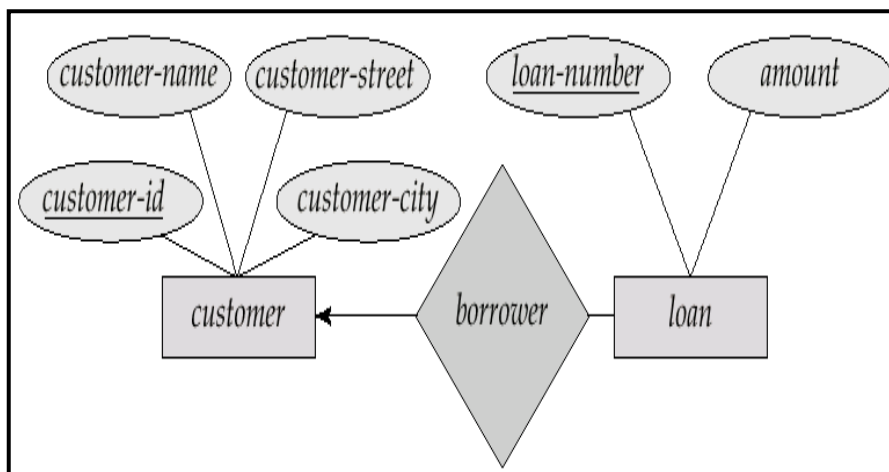 customer-name
customer-street
loan-number
amount
customer-id
customer-city
customer
borrower
loan